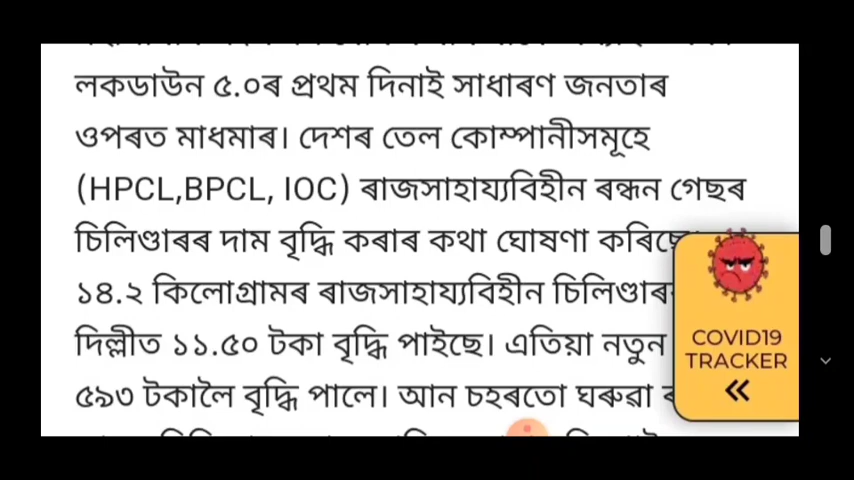 লকডাউন ৫.০ৰ প্ৰথম দিনাই সাধাৰণ জনতাৰ
ওপৰত মাধমাৰ। দেশৰ তেল কোম্পানীসমূহে
(HPCL,BPCL, IOC) ৰাজসাহায্যবিহীন ৰন্ধন গেছৰ
চিলিণ্ডাৰৰ দাম বৃদ্ধি কৰাৰ কথা ঘোষণা কৰিছে
১৪.২ কিলোগ্ৰামৰ ৰাজসাহায্যবিহীন
দিল্লীত ১১.৫০ টকা বৃদ্ধি পাইছে। এতিয়া নতুন
৫৯৩ টকালৈ বৃদ্ধি পালে। আন চহৰতো ঘৰুৱা
COVID19
TRACKER